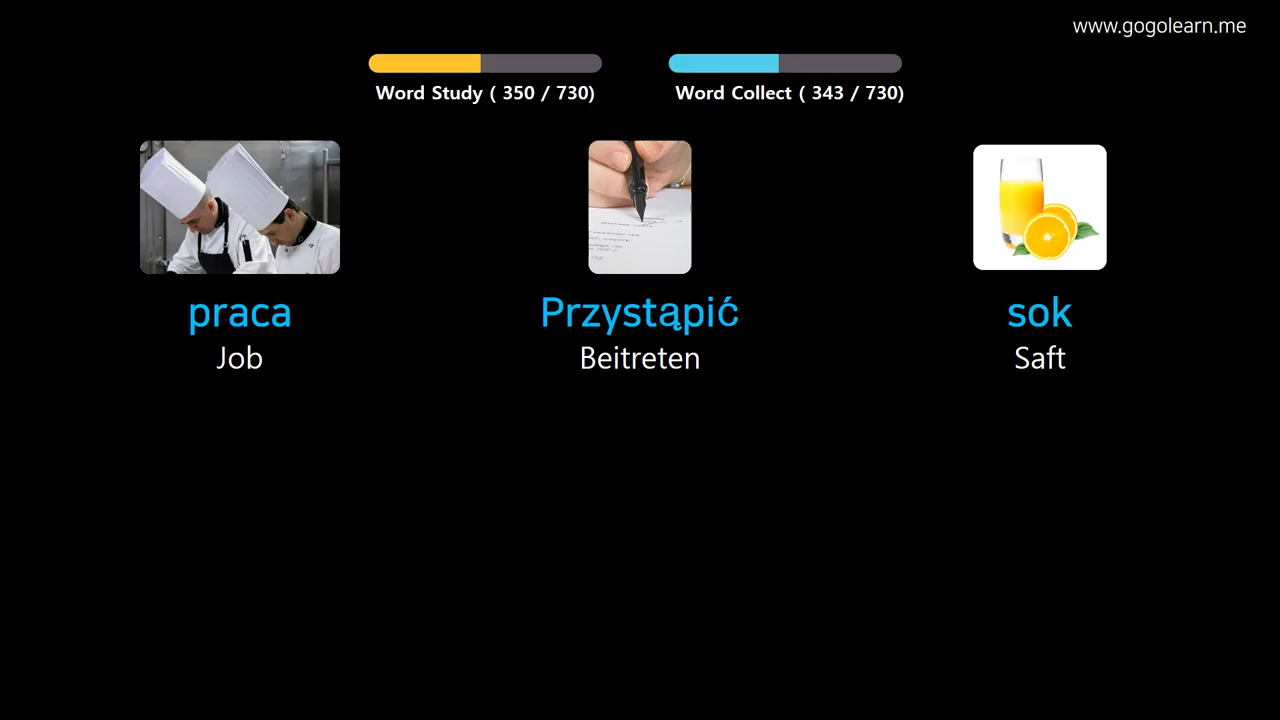 www.gogolearn.me
Word Study ( 350 / 730)
Word Collect ( 343 / 730)
praca
Przystąpić
sok
Job
Beitreten
Saft